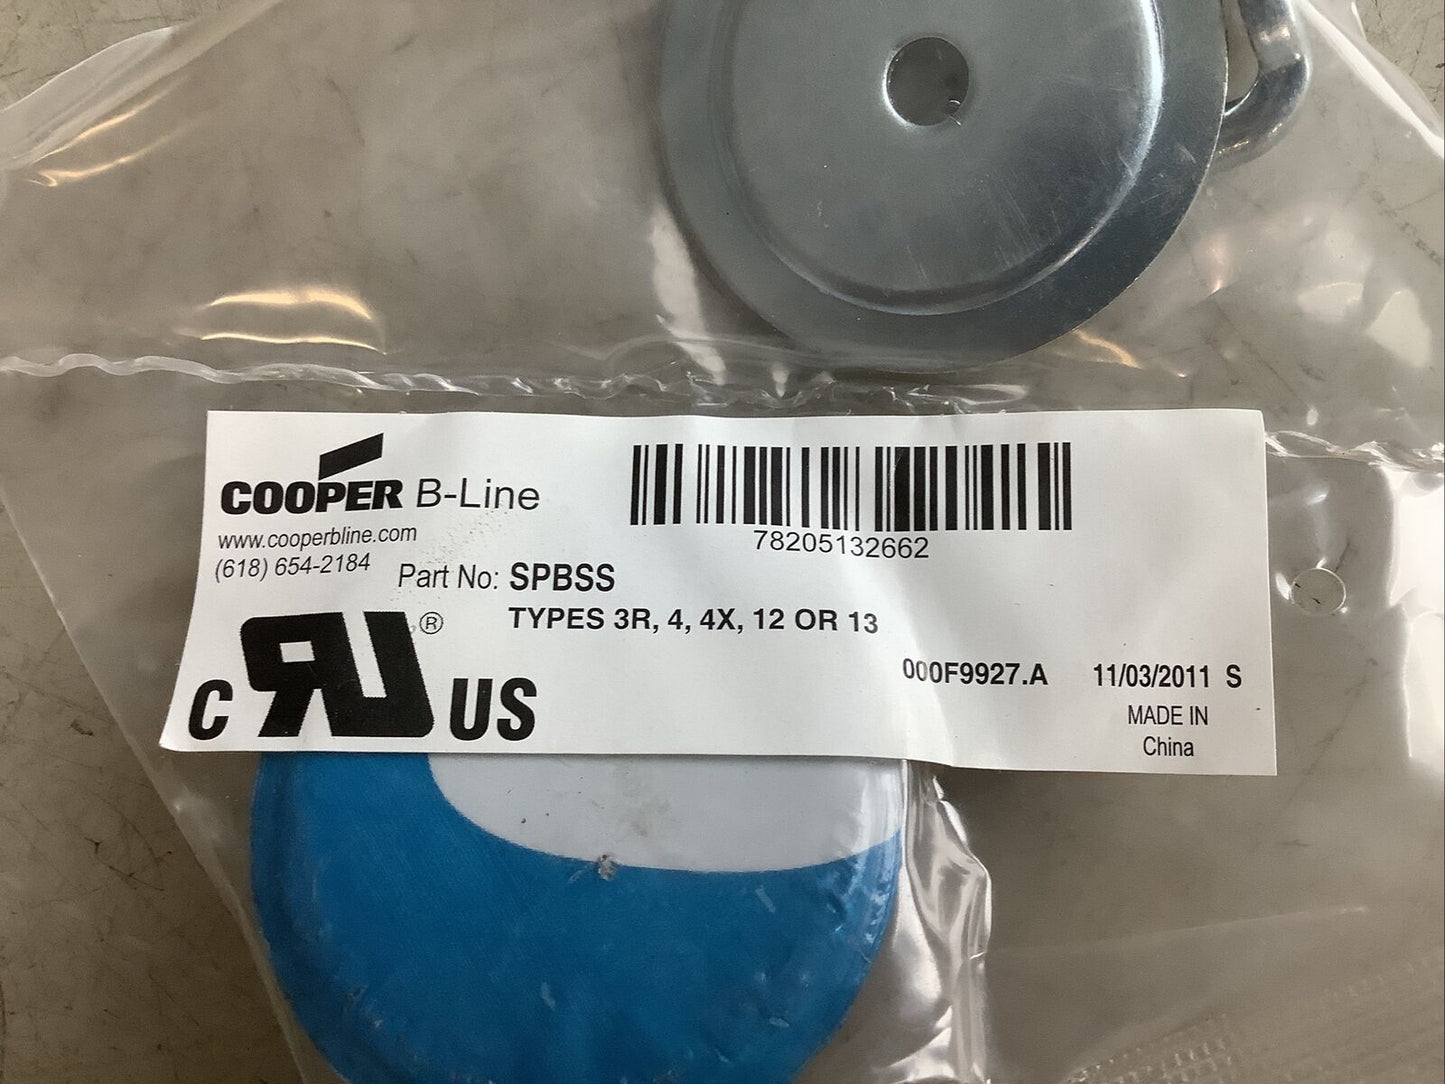 COOPER B-Line
www.cooperbline.com
(618) 654-2184
78205132662
Part No: SPBSS
TYPES 3R, 4, 4X, 12 OR 13
C RU ® US
000F9927.A 11/03/2011 S
MADE IN
China